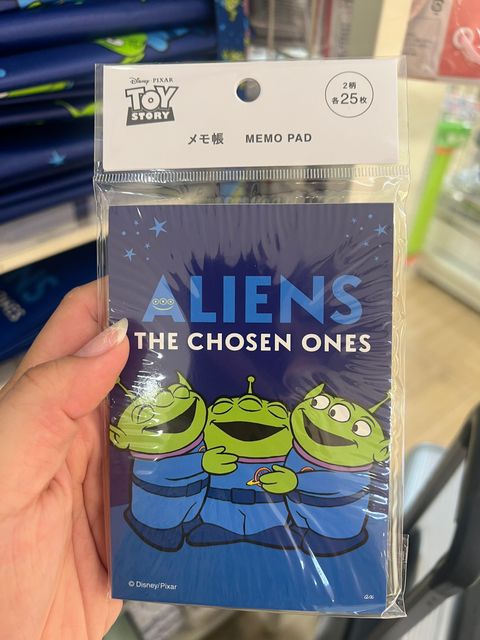 Disney PIXAR
TOY
STORY
メモ帳 MEMO PAD
2柄
各25枚
ALIENS
THE CHOSEN ONES
© Disney/Pixar